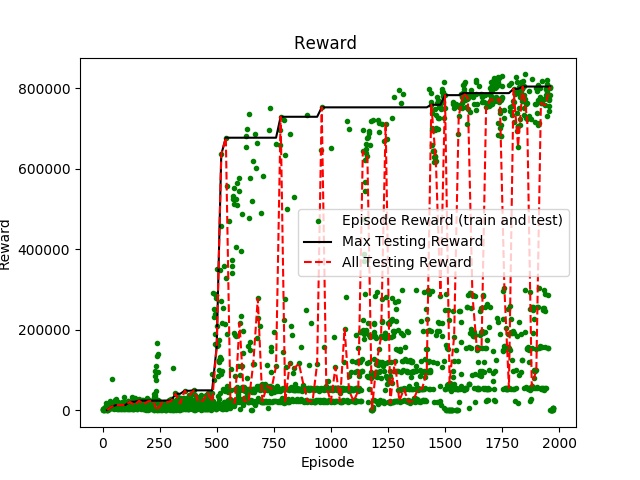 Reward
800000
600000
400000
200000
0
Reward
Episode Reward (train and test)
Max Testing Reward
All Testing Reward
0 250 500 750 1000 1250 1500 1750 2000
Episode